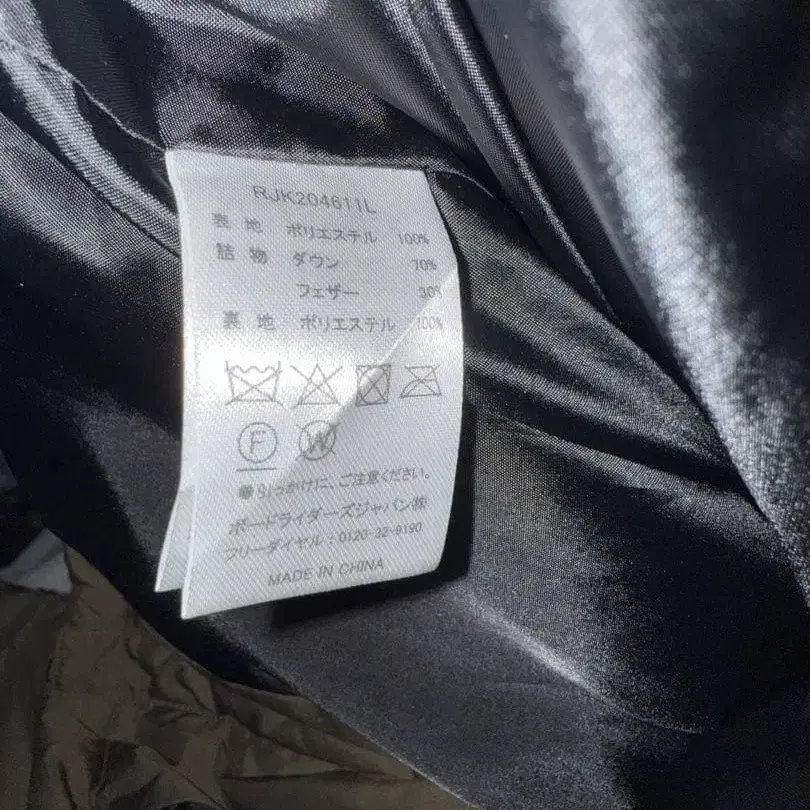 RJK204611L
表 地 ポリエステル 100%
詰 物 ダウン 70%
フェザー 30%
裏 地 ポリエステル 100%
F W
●引っかけに、ご注意ください。
ボードライダーズジャパン㈱
フリーダイヤル：0120-32-9190
MADE IN CHINA